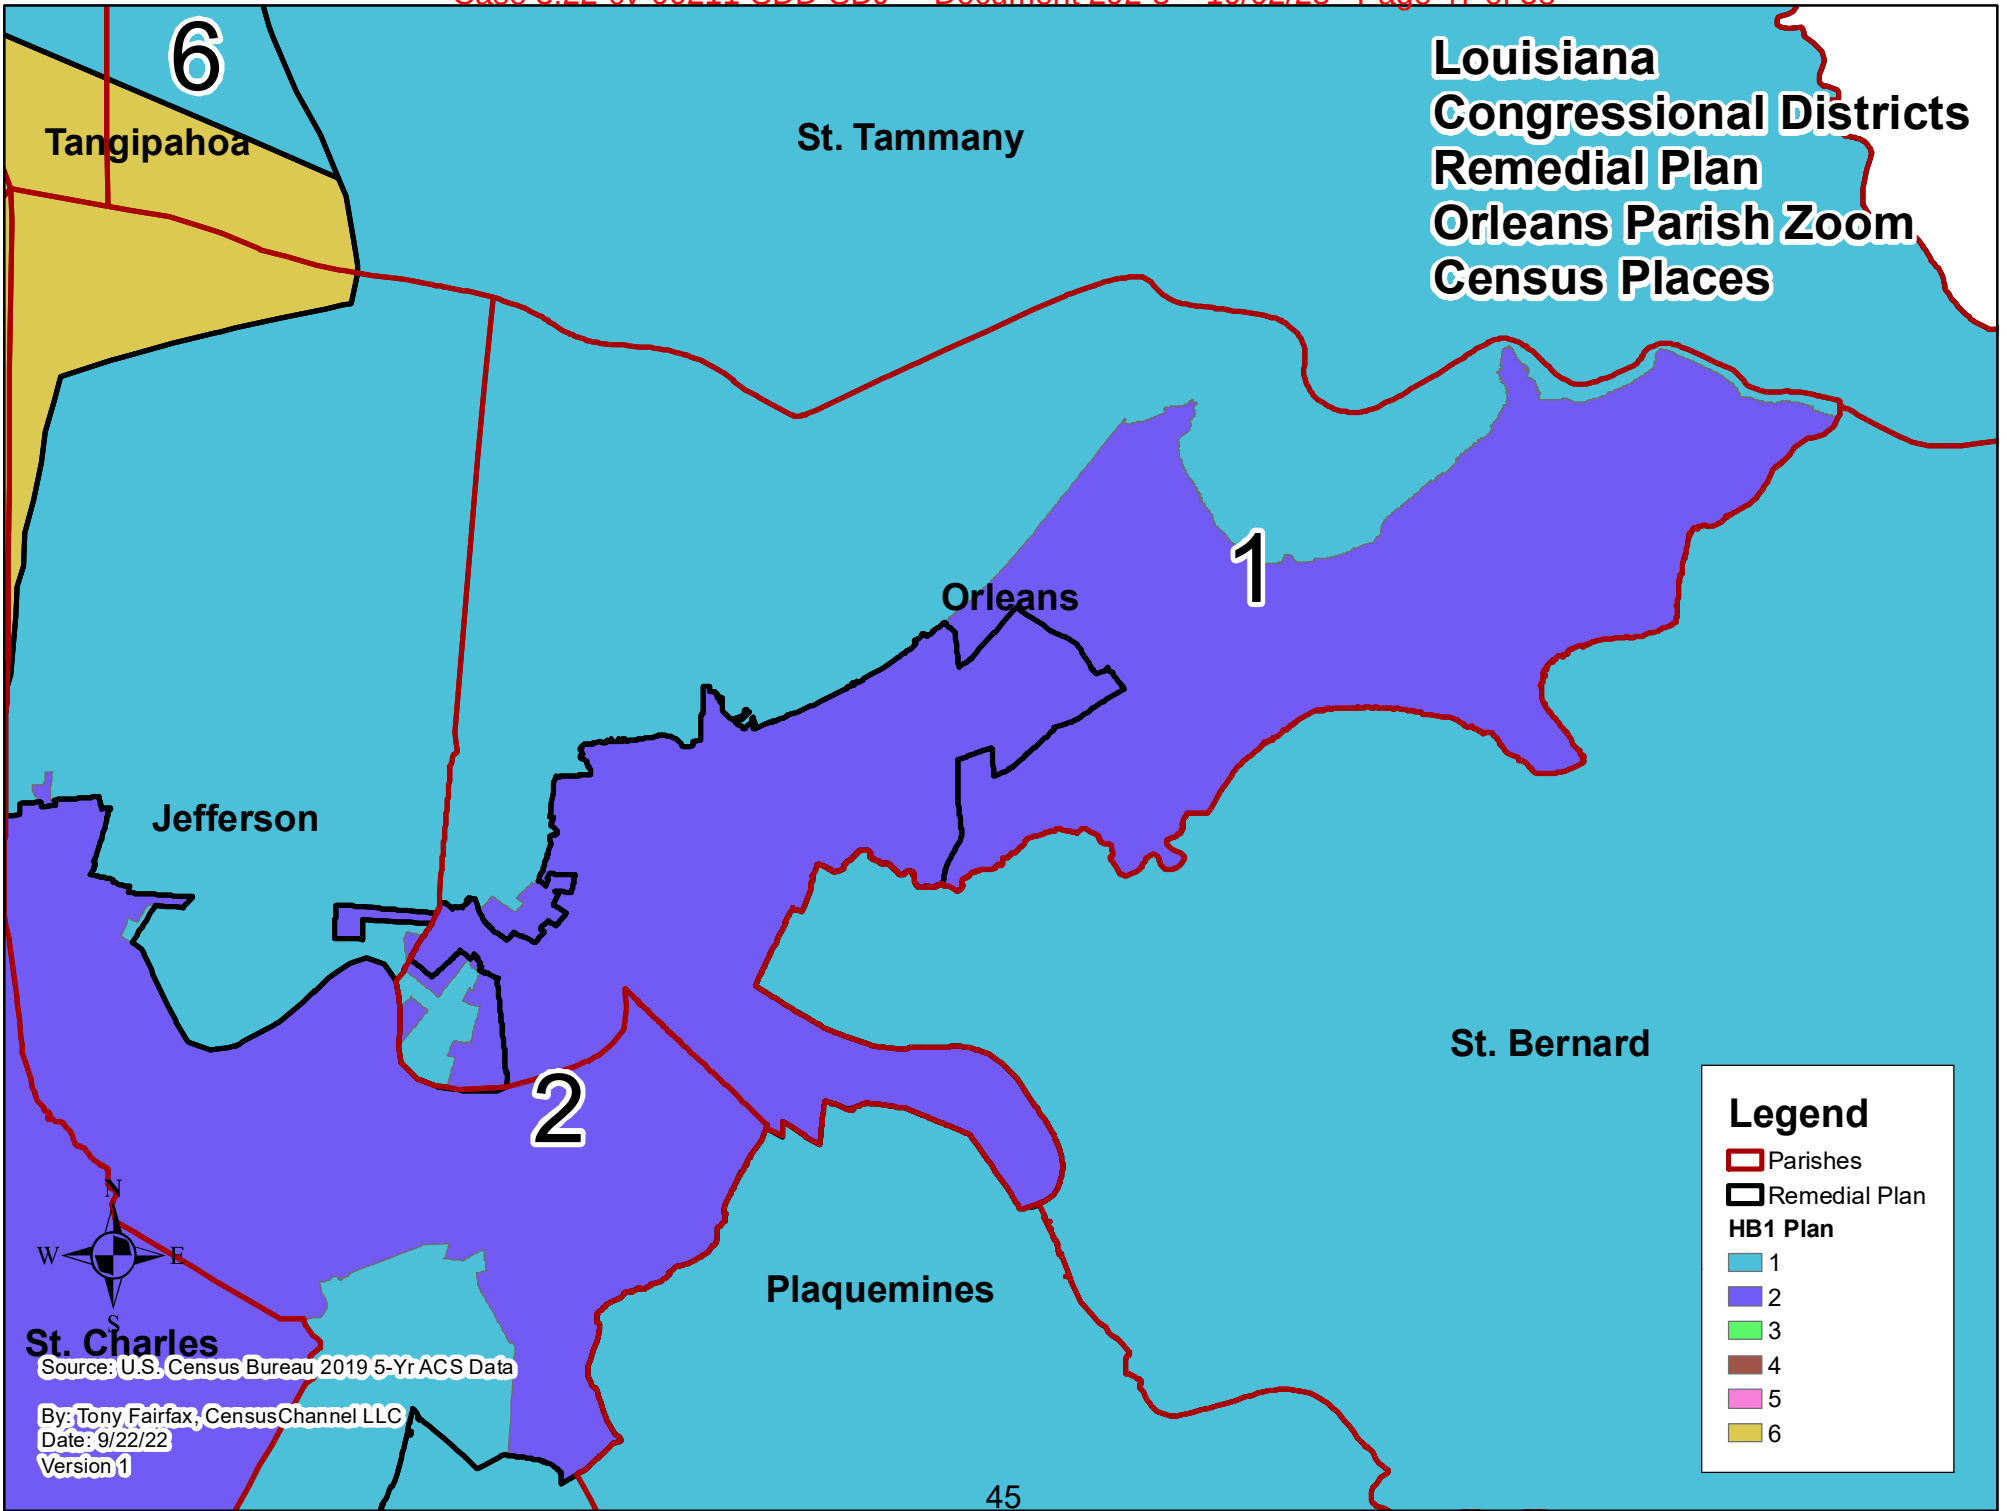 6
Louisiana
Congressional Districts
Remedial Plan
Orleans Parish Zoom
Census Places
Tangipahoa
St. Tammany
1
Orleans
Jefferson
St. Bernard
2
Legend
Parishes
Remedial Plan
HB1 Plan
1
2
3
4
5
6
N
W
E
S
Plaquemines
St. Charles
Source: U.S. Census Bureau 2019 5-Yr ACS Data
By: Tony Fairfax, CensusChannel LLC
Date: 9/22/22
Version 1
45